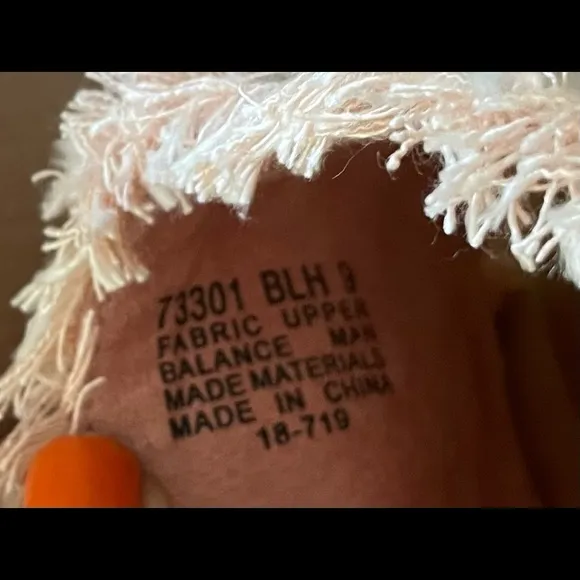 73301 BLH 9
FABRIC UPPER
BALANCE MAN
MADE MATERIALS
MADE IN CHINA
18-719